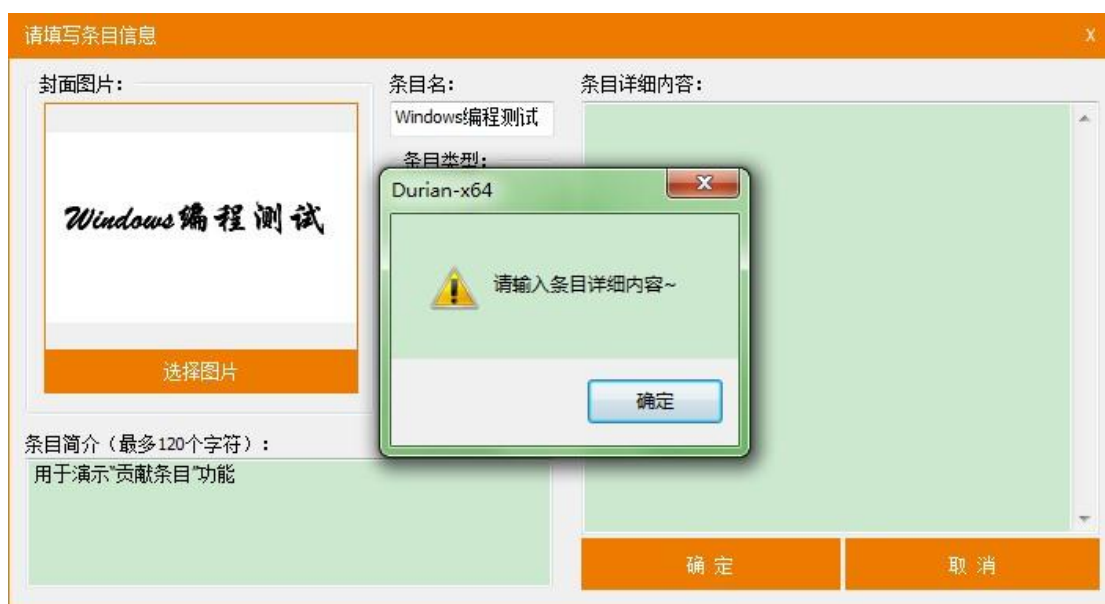 请填写条目信息
X
封面图片：
Windows编程测试
选择图片
条目名：
Windows编程测试
条目类型：
条目详细内容：
Durian-x64
请输入条目详细内容~
确定
条目简介（最多120个字符）：
用于演示"贡献条目"功能
确 定
取 消